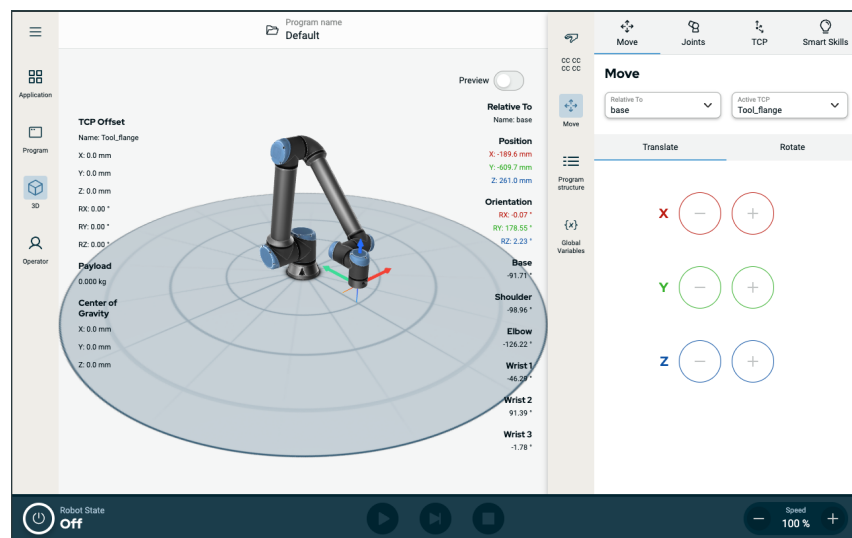 Program name
Default
Application
Program
3D
Operator
TCP Offset
Name: Tool_flange
X: 0.0 mm
Y: 0.0 mm
Z: 0.0 mm
RX: 0.00 °
RY: 0.00 °
RZ: 0.00 °
Payload
0.000 kg
Center of
Gravity
X: 0.0 mm
Y: 0.0 mm
Z: 0.0 mm
Preview
Relative To
Name: base
Position
X: -189.6 mm
Y: -609.7 mm
Z: 261.0 mm
Orientation
RX: -0.07 °
RY: 178.55 °
RZ: 2.23 °
Base
-91.71 °
Shoulder
-98.96 °
Elbow
-126.22 °
Wrist 1
-46.29 °
Wrist 2
91.39 °
Wrist 3
-1.78 °
CC CC
CC CC
Move
Program
structure
{x}
Global
Variables
Move
Joints
TCP
Smart Skills
Move
Relative To
base
Active TCP
Tool_flange
Translate
Rotate
X − +
Y − +
Z − +
Robot State
Off
Speed
− 100 % +